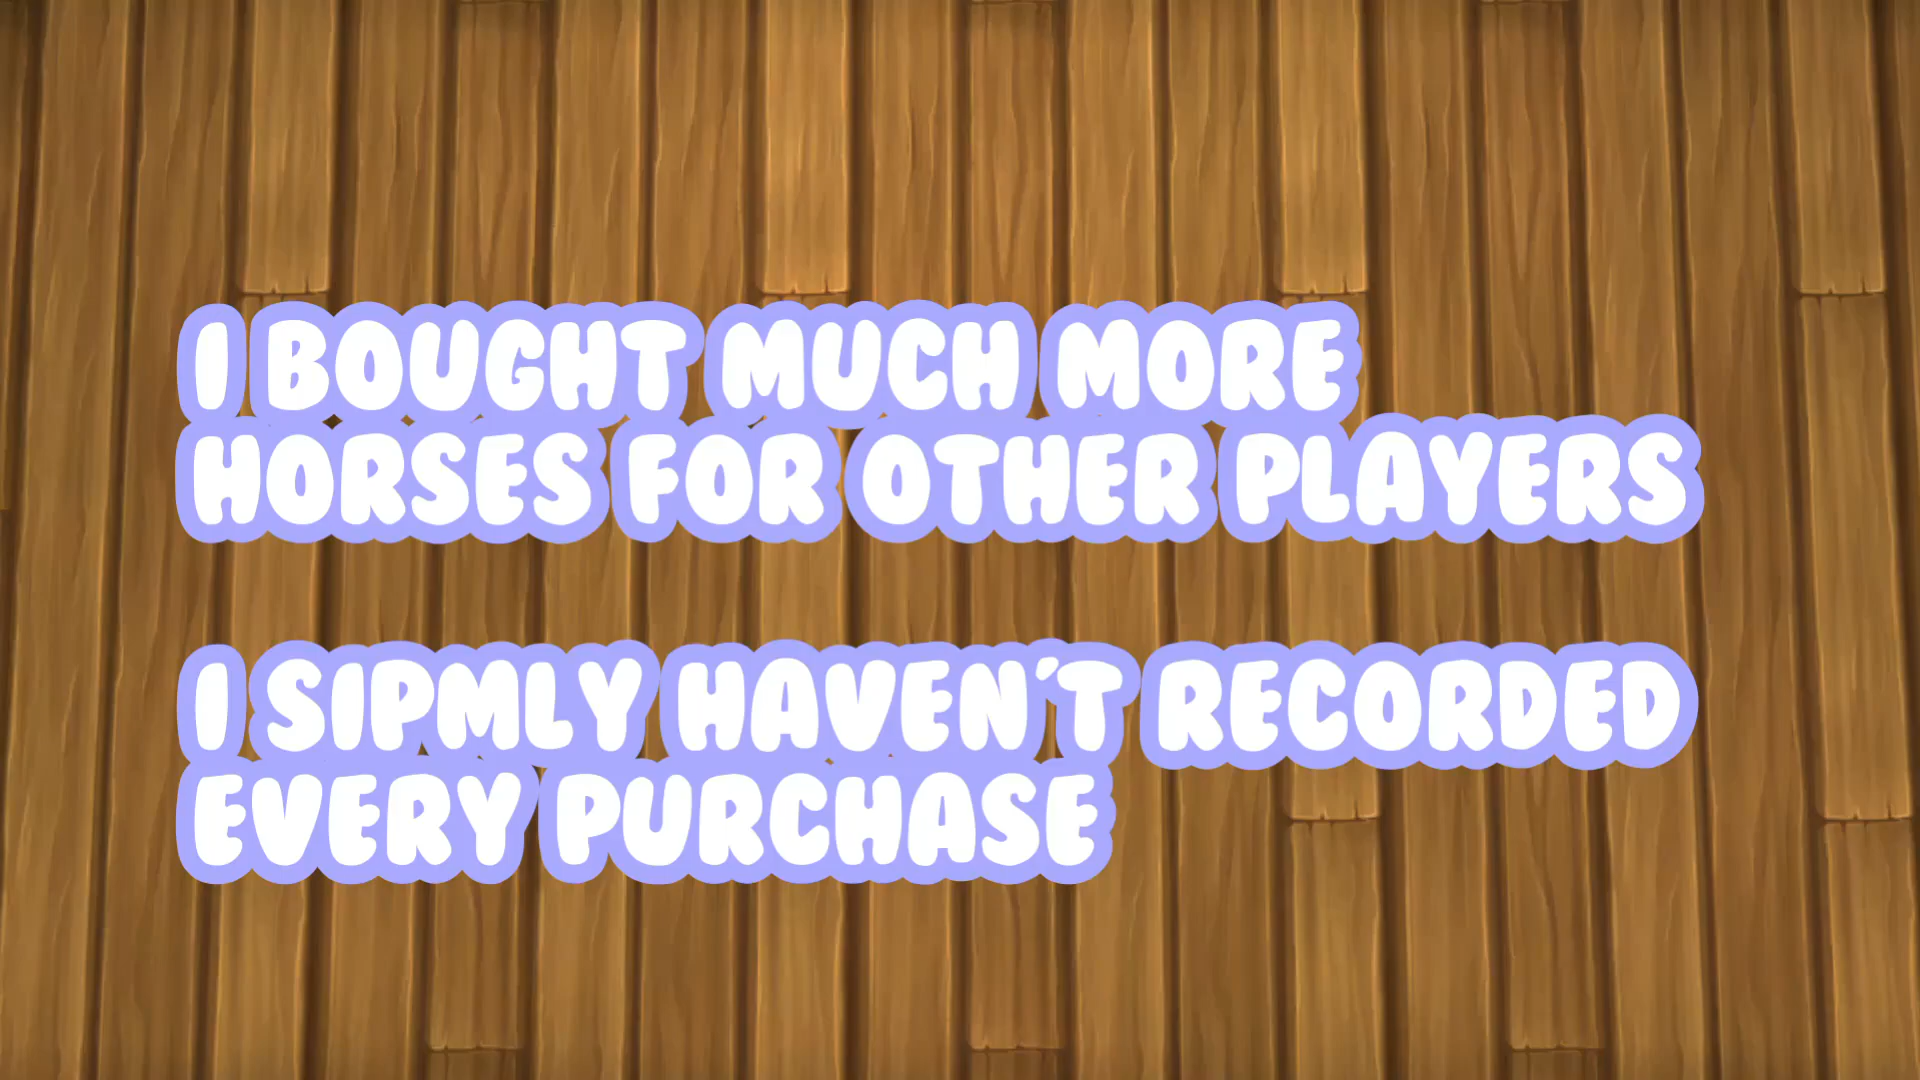 I BOUGHT MUCH MORE
HORSES FOR OTHER PLAYERS
I SIPMLY HAVEN'T RECORDED
EVERY PURCHASE